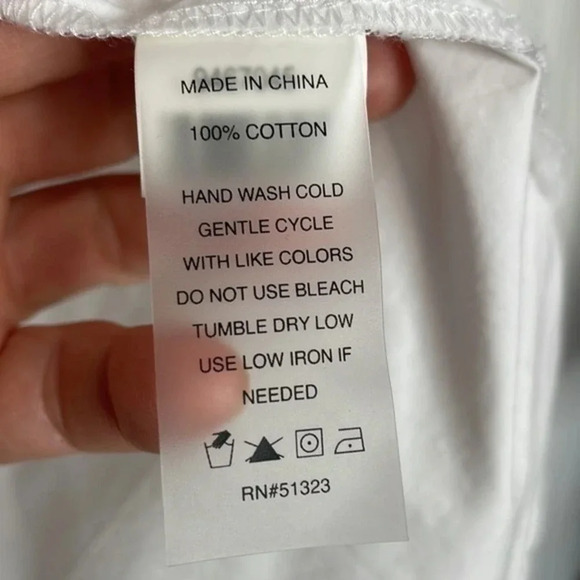 MADE IN CHINA
100% COTTON
HAND WASH COLD
GENTLE CYCLE
WITH LIKE COLORS
DO NOT USE BLEACH
TUMBLE DRY LOW
USE LOW IRON IF
NEEDED
RN#51323